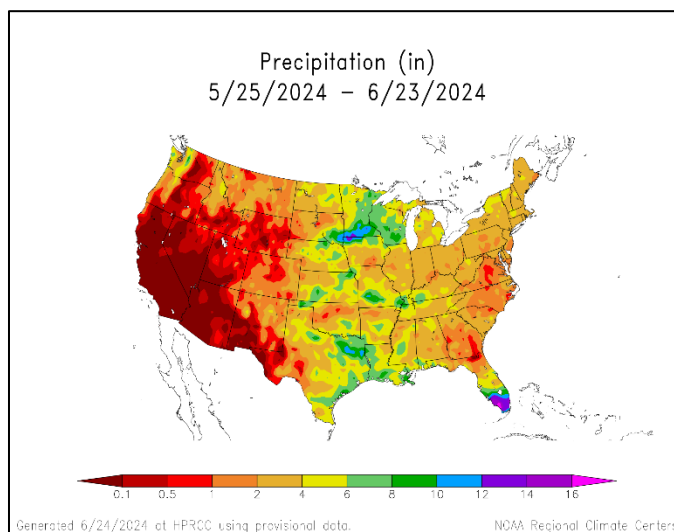 Precipitation (in)
5/25/2024 – 6/23/2024
0.1 0.5 1 2 4 6 8 10 12 14 16
Generated 6/24/2024 at HPRCC using provisional data. NOAA Regional Climate Centers